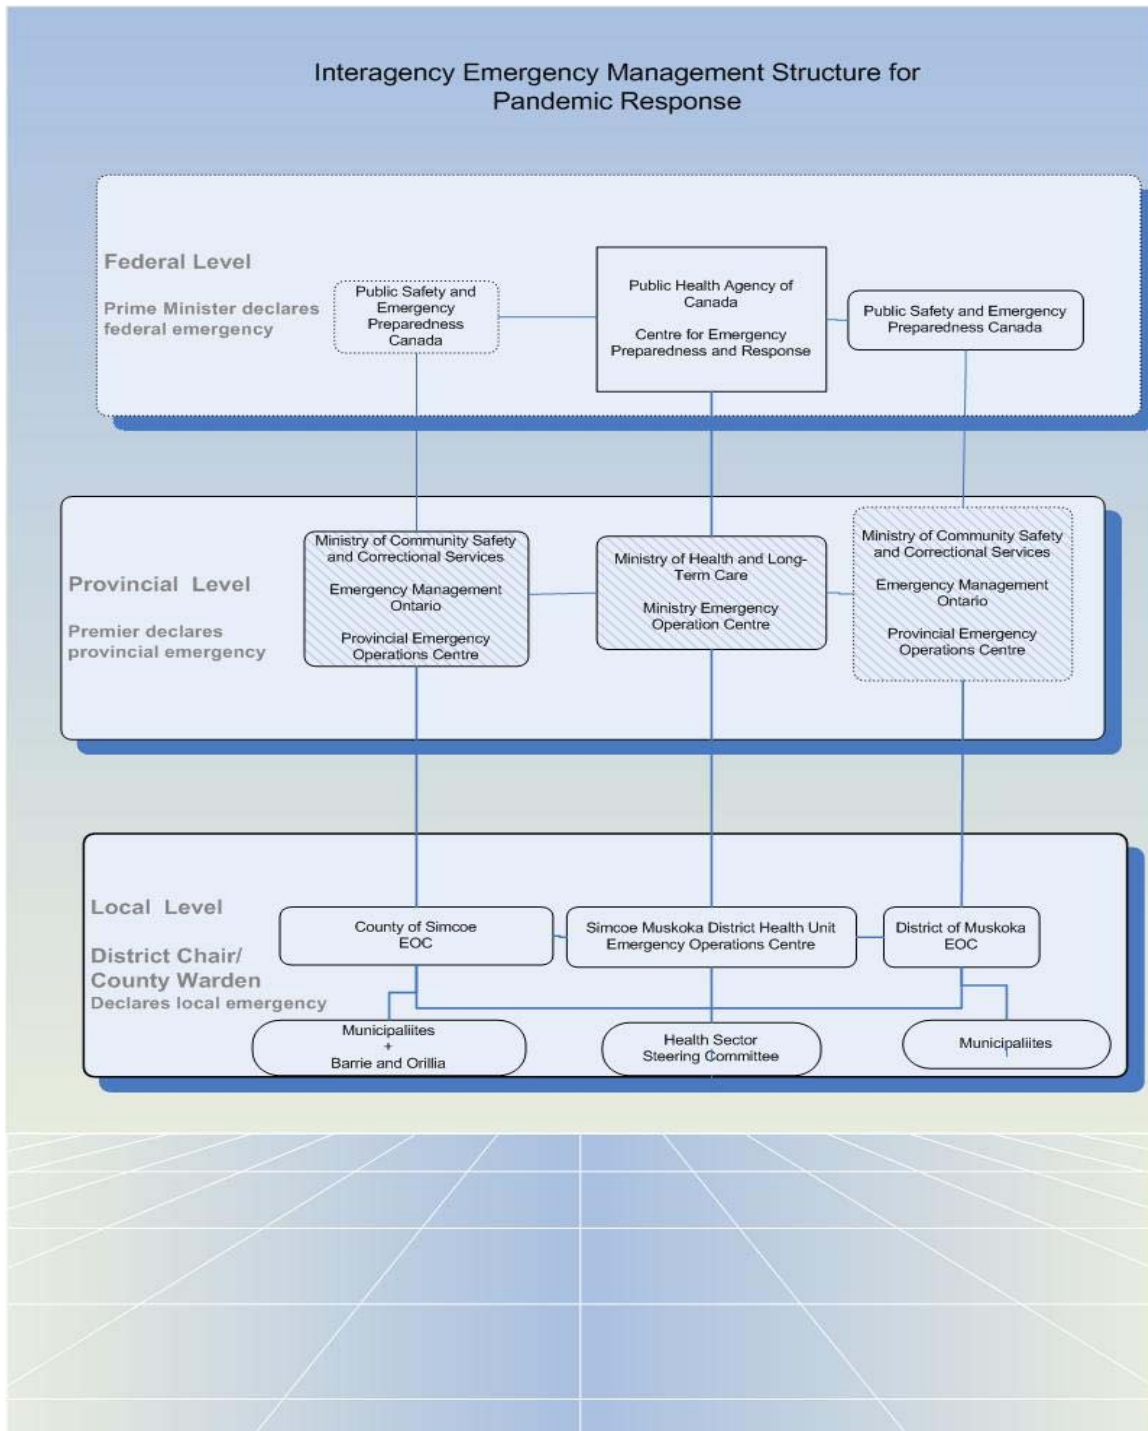 Interagency Emergency Management Structure for
Pandemic Response
Federal Level
Prime Minister declares
federal emergency
Public Safety and
Emergency
Preparedness
Canada
Public Health Agency of
Canada
Centre for Emergency
Preparedness and Response
Public Safety and Emergency
Preparedness Canada
Provincial Level
Premier declares
provincial emergency
Ministry of Community Safety
and Correctional Services
Emergency Management
Ontario
Provincial Emergency
Operations Centre
Ministry of Health and Long-
Term Care
Ministry Emergency
Operation Centre
Ministry of Community Safety
and Correctional Services
Emergency Management
Ontario
Provincial Emergency
Operations Centre
Local Level
District Chair/
County Warden
Declares local emergency
County of Simcoe
EOC
Simcoe Muskoka District Health Unit
Emergency Operations Centre
District of Muskoka
EOC
Municipaliites
+
Barrie and Orillia
Health Sector
Steering Committee
Municipaliites